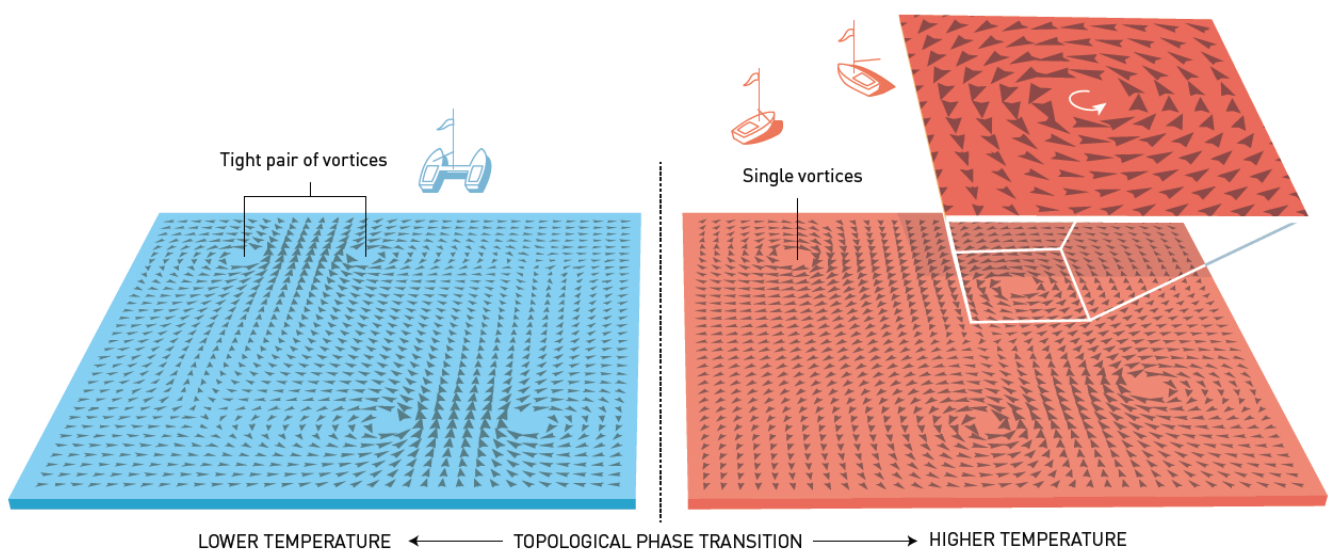 Tight pair of vortices
Single vortices
LOWER TEMPERATURE
TOPOLOGICAL PHASE TRANSITION
HIGHER TEMPERATURE